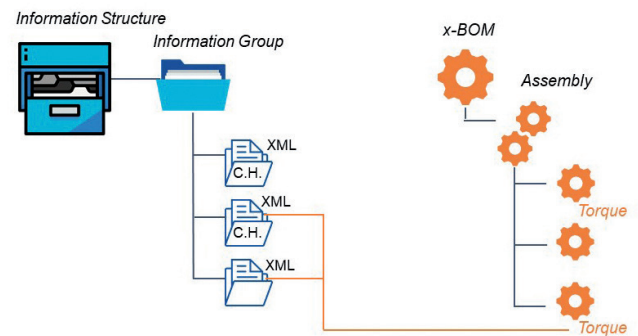 Information Structure
Information Group
x-BOM
Assembly
XML
C.H.
XML
C.H.
XML
Torque
Torque